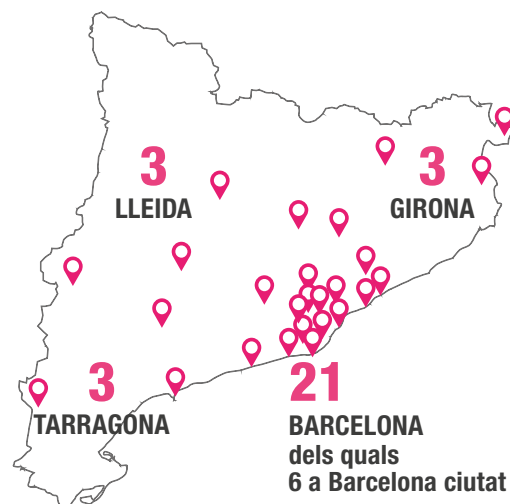 3
LLEIDA
3
GIRONA
3
TARRAGONA
21
BARCELONA
dels quals
6 a Barcelona ciutat